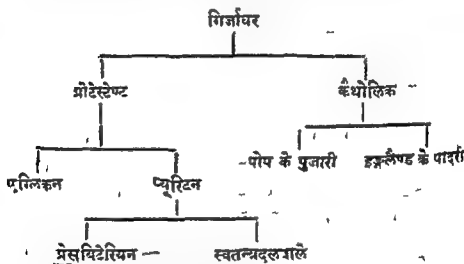 गिर्जाघर
प्रोटेस्टेण्ट कैथोलिक
एंग्लिकन प्यूरिटन पोप के पुजारी इङ्गलैण्ड के पादरी
प्रेसबिटेरियन स्वतन्त्रदलवाले